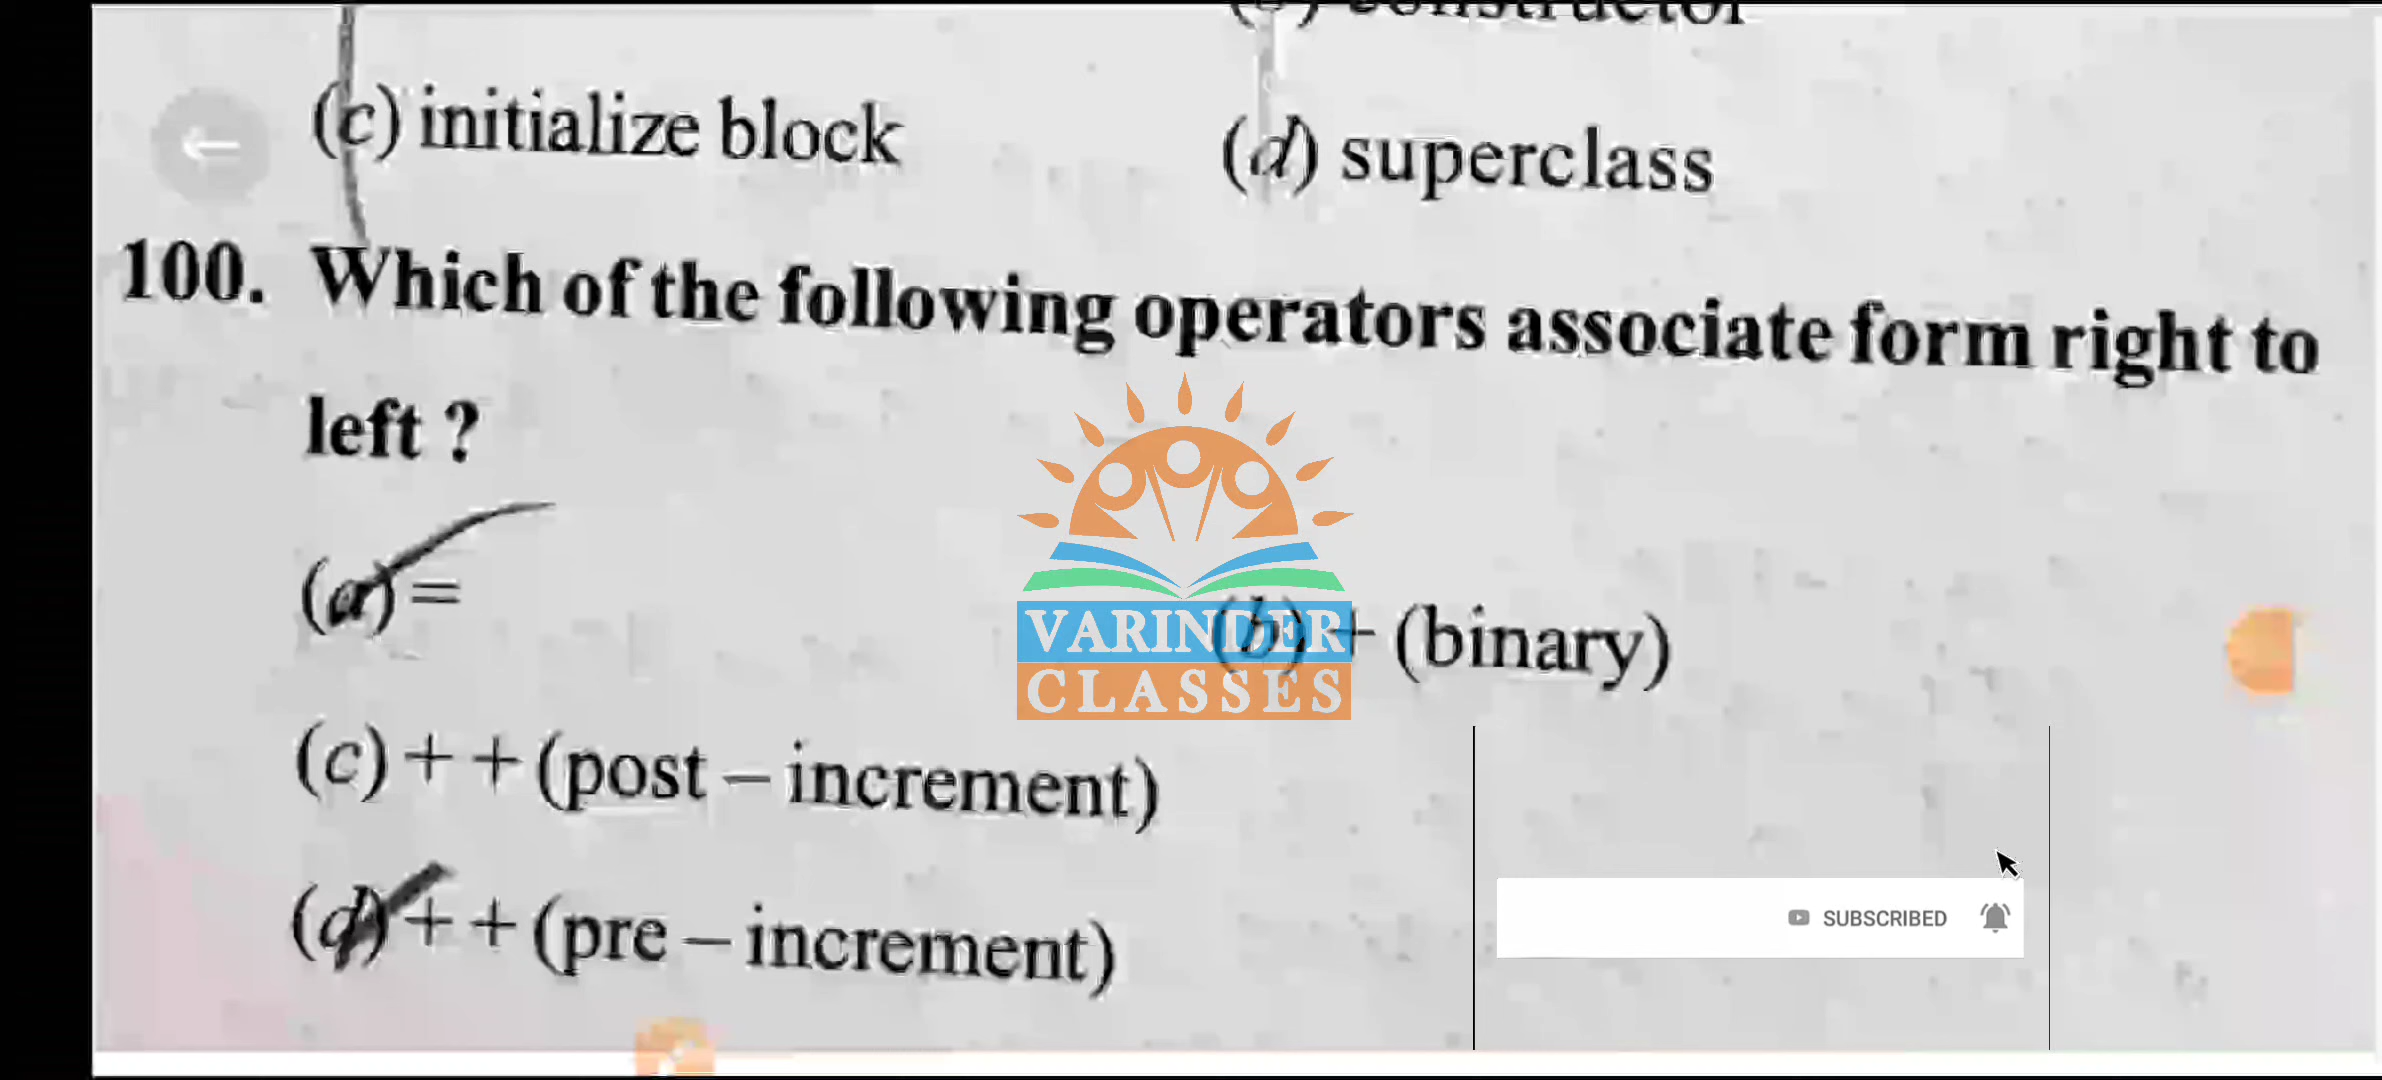 constructor
(c) initialize block
(d) superclass
100. Which of the following operators associate form right to
left ?
(a) =
(b) + (binary)
(c) + + (post – increment)
(d) + + (pre – increment)
VARINDER
CLASSES
SUBSCRIBED